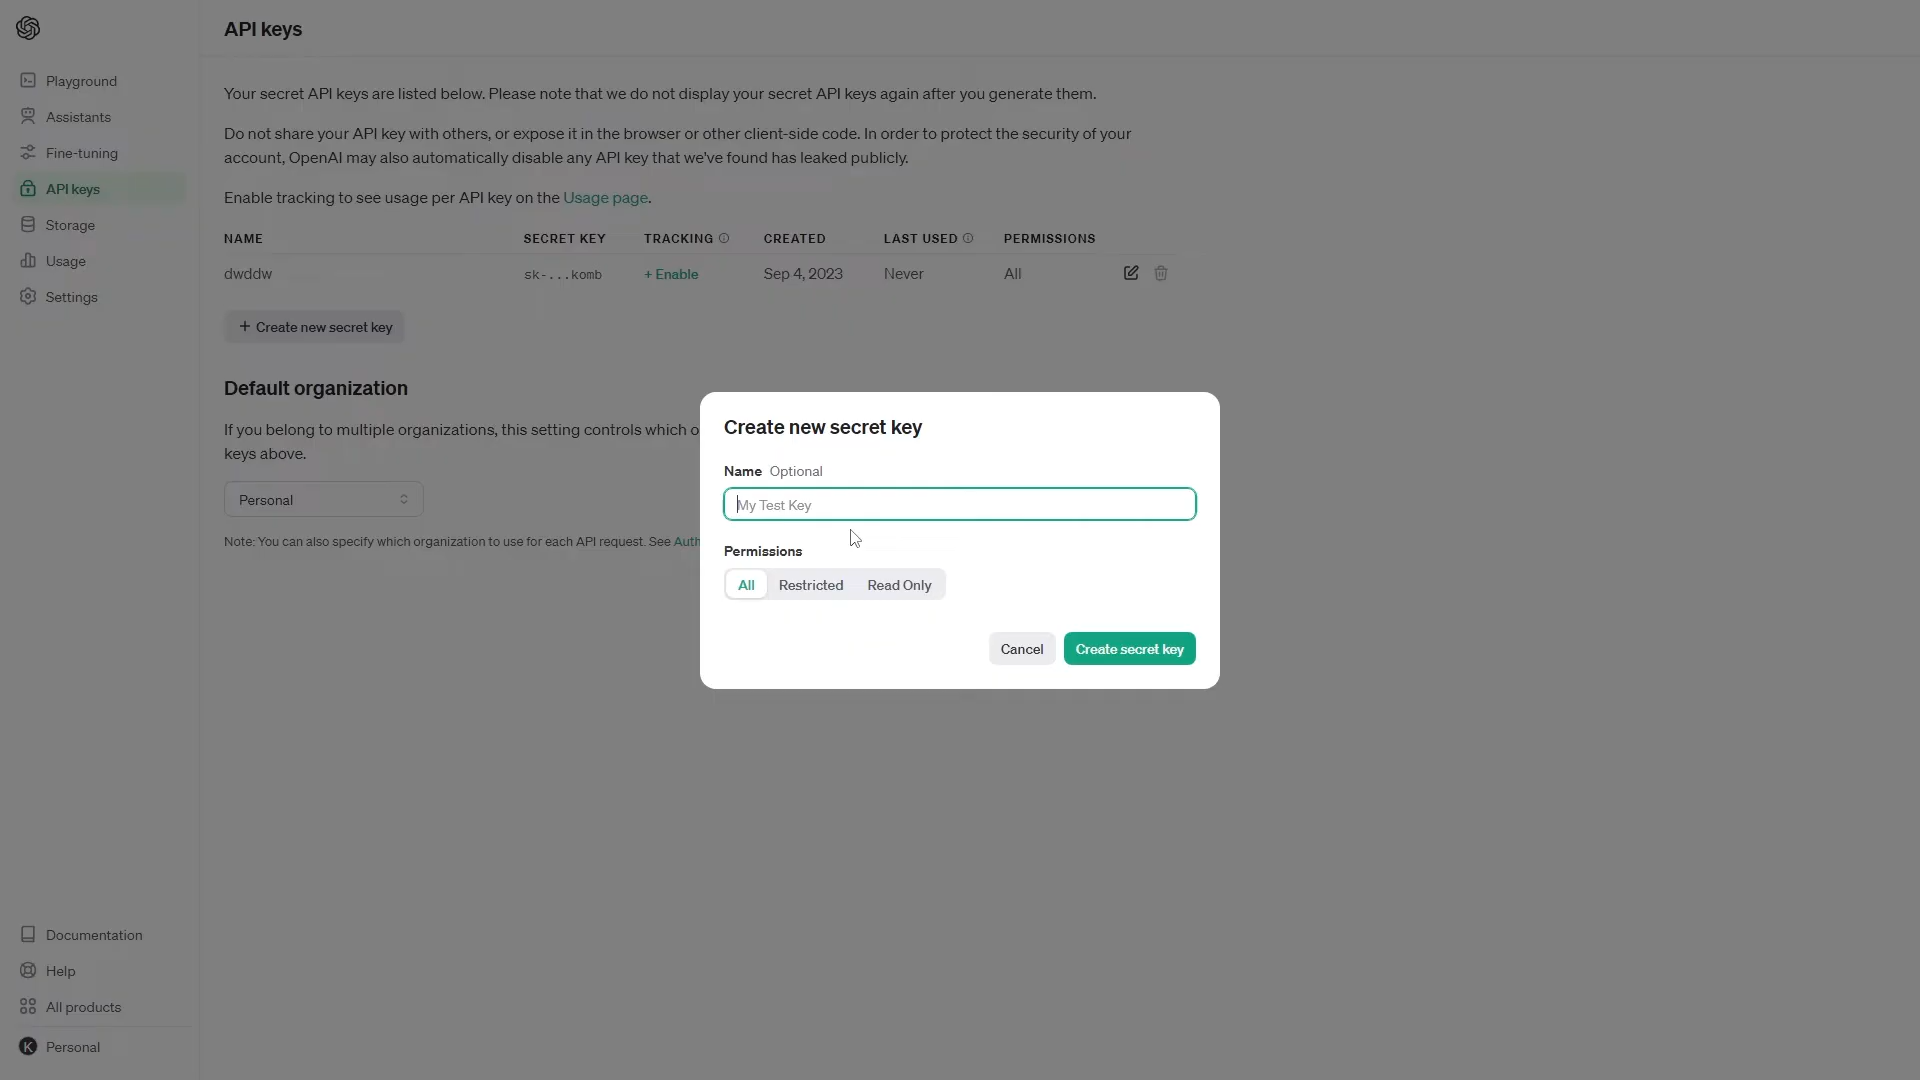 API keys
Playground
Assistants
Fine-tuning
API keys
Storage
Usage
Settings
Your secret API keys are listed below. Please note that we do not display your secret API keys again after you generate them.
Do not share your API key with others, or expose it in the browser or other client-side code. In order to protect the security of your
account, OpenAI may also automatically disable any API key that we've found has leaked publicly.
Enable tracking to see usage per API key on the Usage page.
NAME SECRET KEY TRACKING CREATED LAST USED PERMISSIONS
dwddw sk-...komb + Enable Sep 4, 2023 Never All
+ Create new secret key
Default organization
If you belong to multiple organizations, this setting controls which o
keys above.
Personal
Note: You can also specify which organization to use for each API request. See Auth
Create new secret key
Name Optional
My Test Key
Permissions
All Restricted Read Only
Cancel Create secret key
Documentation
Help
All products
K Personal